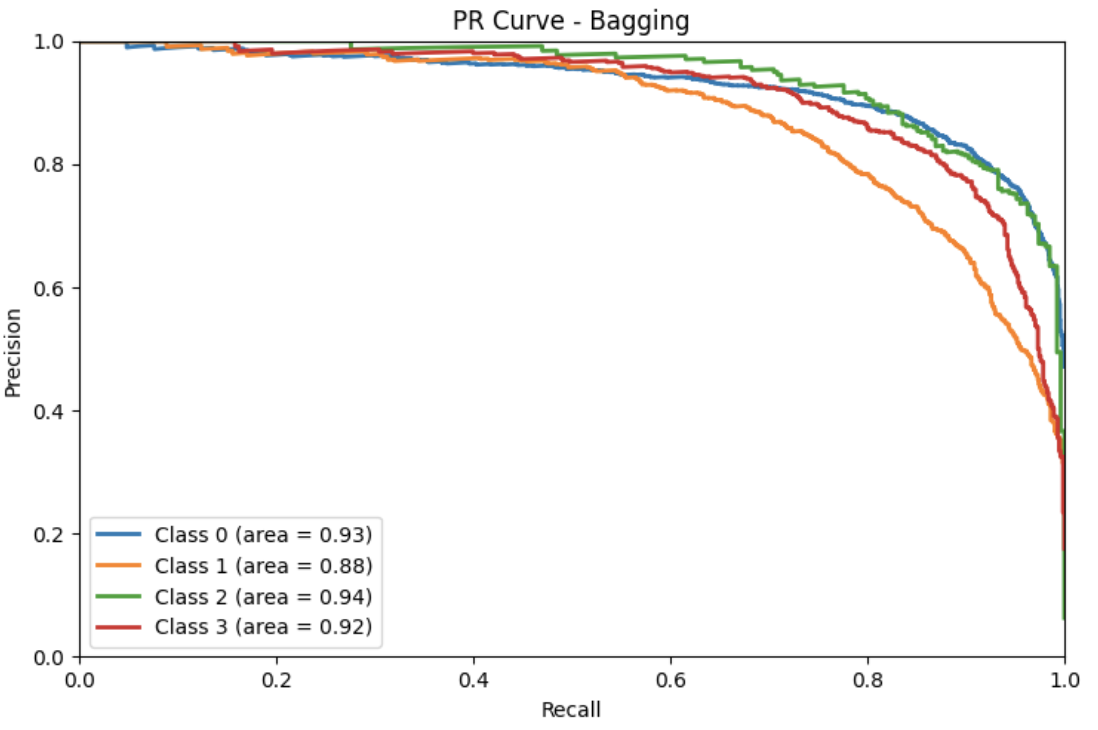 PR Curve - Bagging
1.0
0.8
0.6
0.4
0.2
0.0
Precision
Class 0 (area = 0.93)
Class 1 (area = 0.88)
Class 2 (area = 0.94)
Class 3 (area = 0.92)
0.0 0.2 0.4 0.6 0.8 1.0
Recall